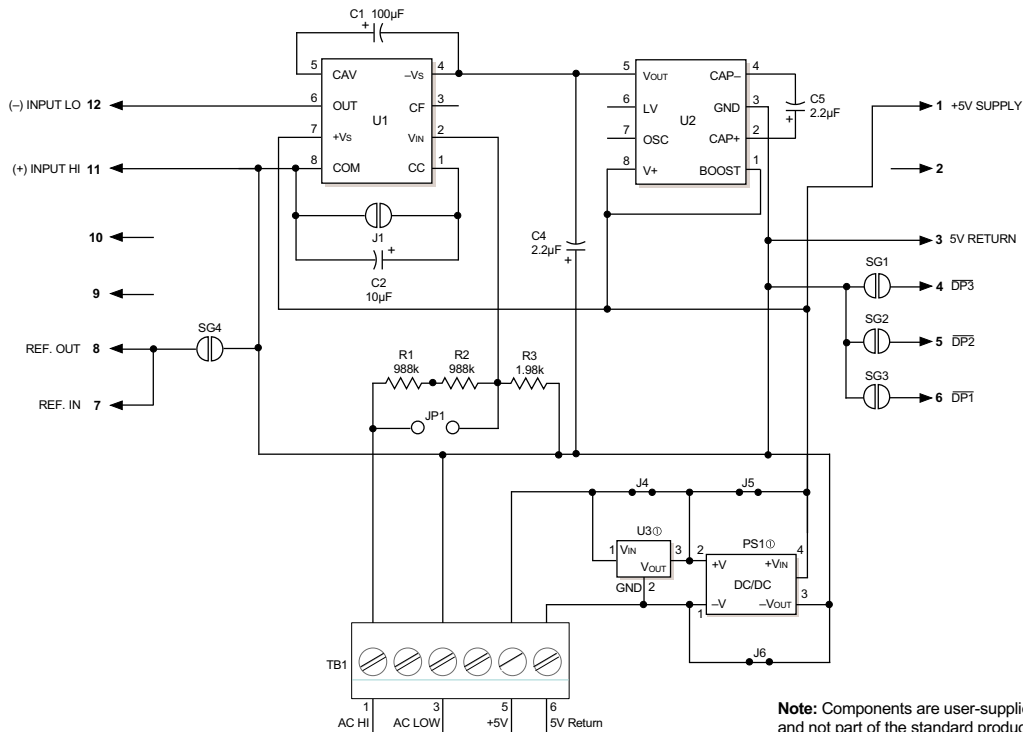 C1 100µF
+
5 CAV –VS 4
6 OUT CF 3
U1
7 +VS VIN 2
8 COM CC 1
5 VOUT CAP– 4
6 LV GND 3
U2
7 OSC CAP+ 2
8 V+ BOOST 1
C5
2.2µF
+
(–) INPUT LO 12
(+) INPUT HI 11
10
9
REF. OUT 8
REF. IN 7
SG4
J1
+
C2
10µF
C4
2.2µF
+
1 +5V SUPPLY
2
3 5V RETURN
SG1
4 DP3
SG2
5 DP2
SG3
6 DP1
R1
988k
R2
988k
R3
1.98k
JP1
J4
J5
U3①
1 VIN
VOUT 3
GND 2
PS1①
2 +V +VIN 4
DC/DC
1 –V –VOUT 3
J6
TB1
1 3 5 6
AC HI AC LOW +5V 5V Return
Note: Components are user-supplie
and not part of the standard produc